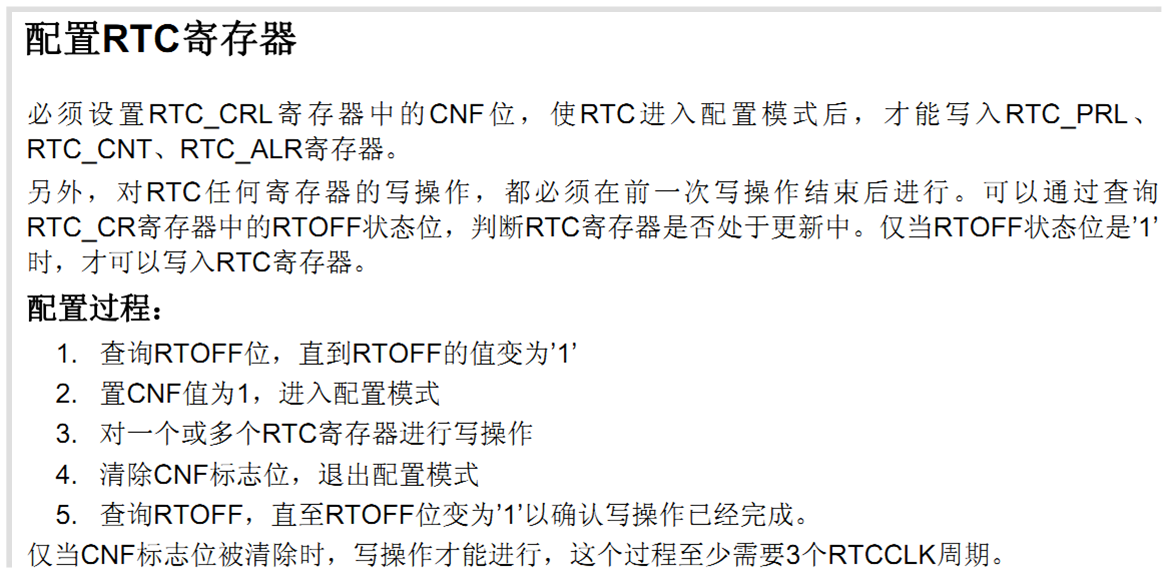 配置RTC寄存器
必须设置RTC_CRL寄存器中的CNF位，使RTC进入配置模式后，才能写入RTC_PRL、
RTC_CNT、RTC_ALR寄存器。
另外，对RTC任何寄存器的写操作，都必须在前一次写操作结束后进行。可以通过查询
RTC_CR寄存器中的RTOFF状态位，判断RTC寄存器是否处于更新中。仅当RTOFF状态位是’1’
时，才可以写入RTC寄存器。
配置过程：
1. 查询RTOFF位，直到RTOFF的值变为’1’
2. 置CNF值为1，进入配置模式
3. 对一个或多个RTC寄存器进行写操作
4. 清除CNF标志位，退出配置模式
5. 查询RTOFF，直至RTOFF位变为’1’以确认写操作已经完成。
仅当CNF标志位被清除时，写操作才能进行，这个过程至少需要3个RTCCLK周期。